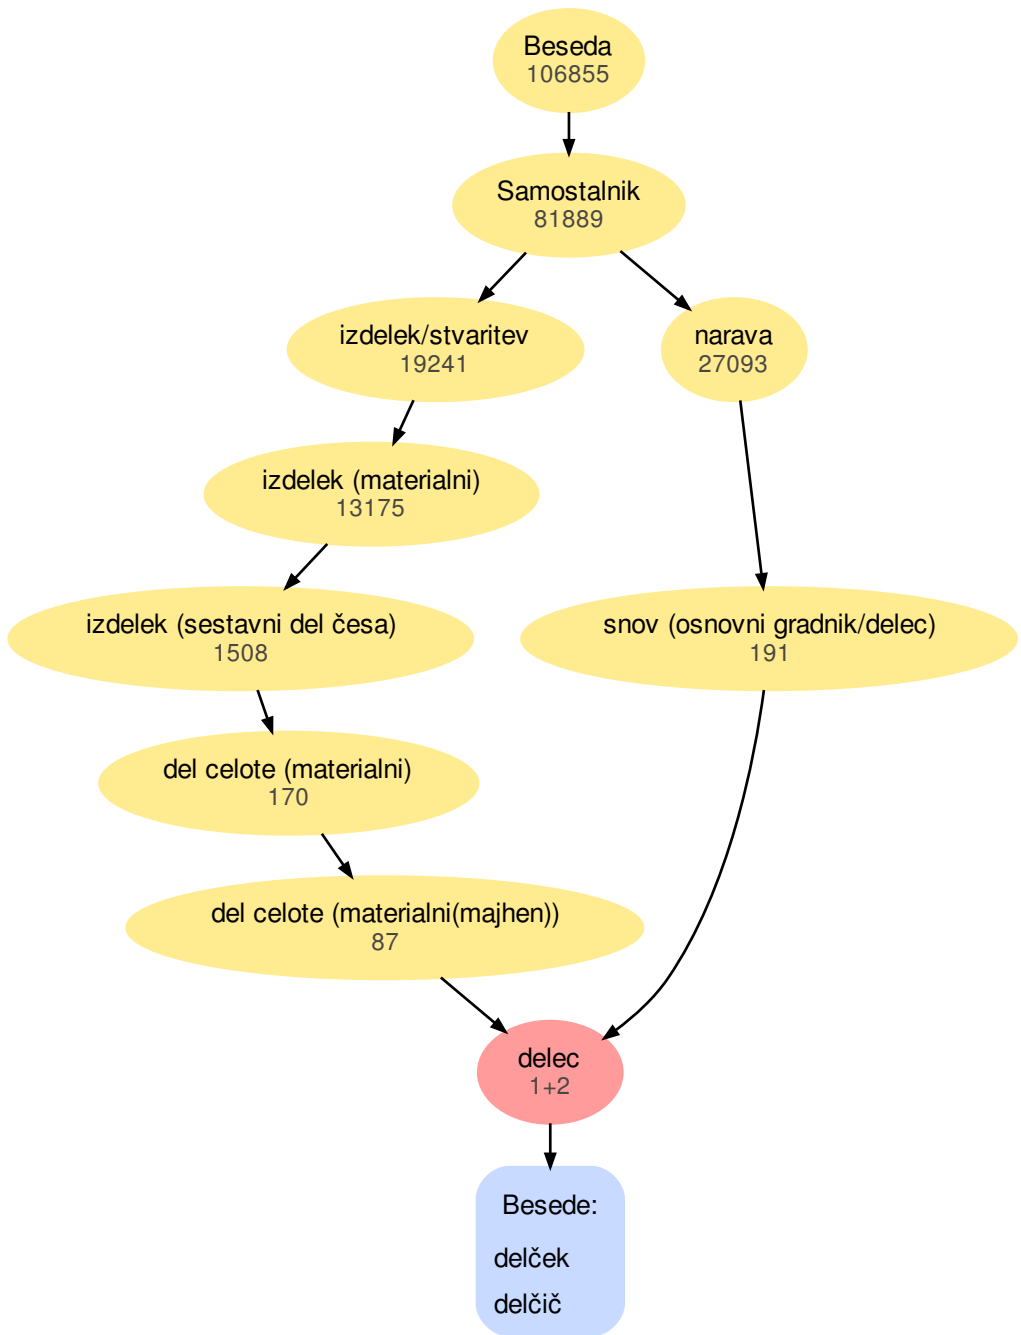 Beseda
106855
Samostalnik
81889
izdelek/stvaritev
19241
narava
27093
izdelek (materialni)
13175
izdelek (sestavni del česa)
1508
snov (osnovni gradnik/delec)
191
del celote (materialni)
170
del celote (materialni(majhen))
87
delec
1+2
Besede:
delček
delčič